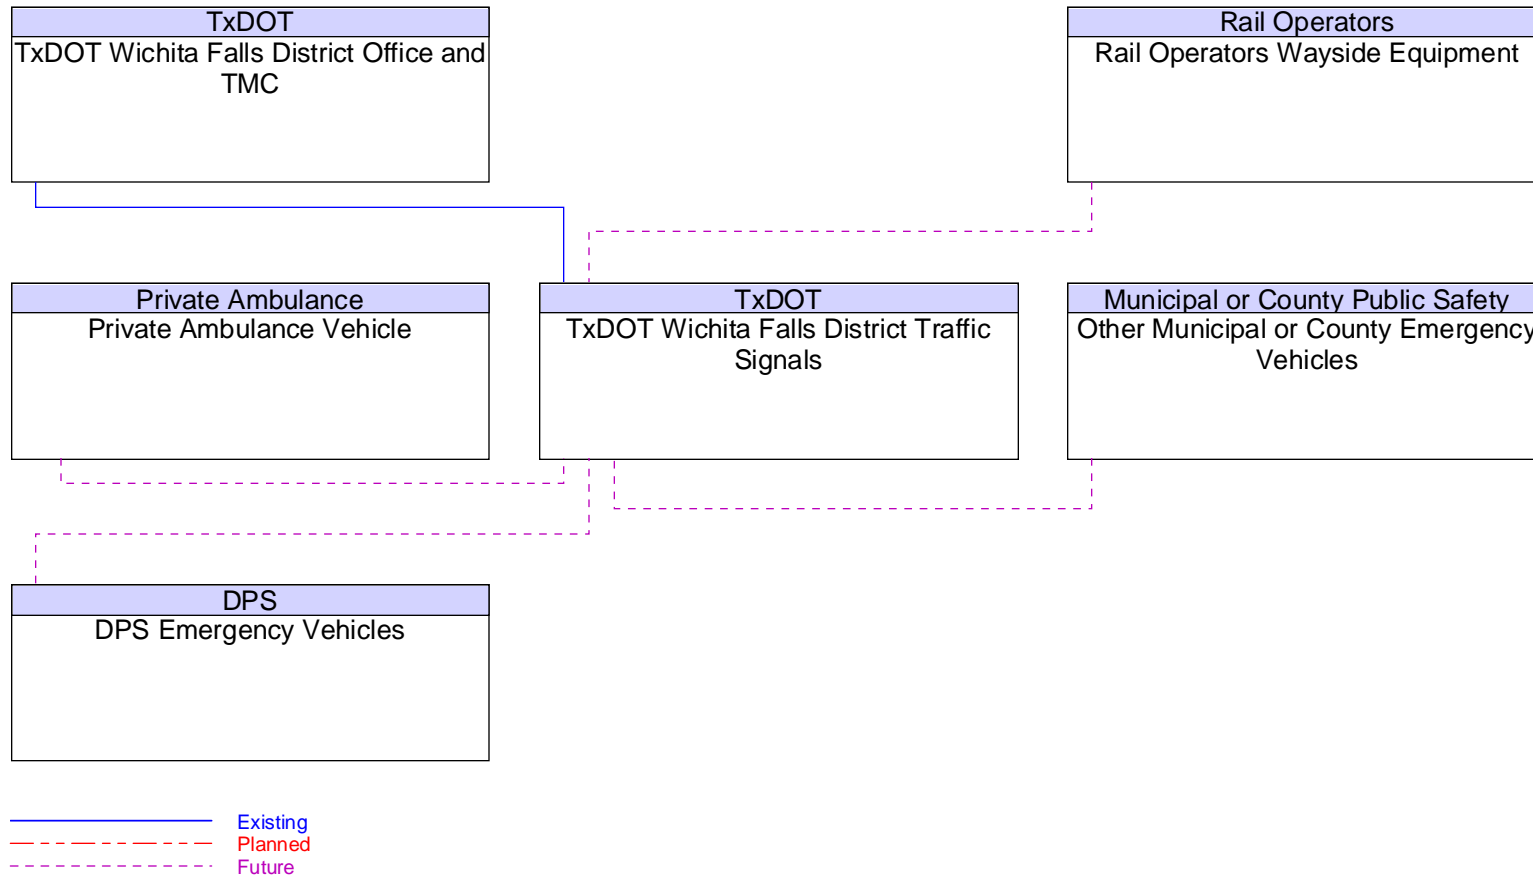 TxDOT
TxDOT Wichita Falls District Office and
TMC
Rail Operators
Rail Operators Wayside Equipment
Private Ambulance
Private Ambulance Vehicle
TxDOT
TxDOT Wichita Falls District Traffic
Signals
Municipal or County Public Safety
Other Municipal or County Emergency
Vehicles
DPS
DPS Emergency Vehicles
Existing
Planned
Future